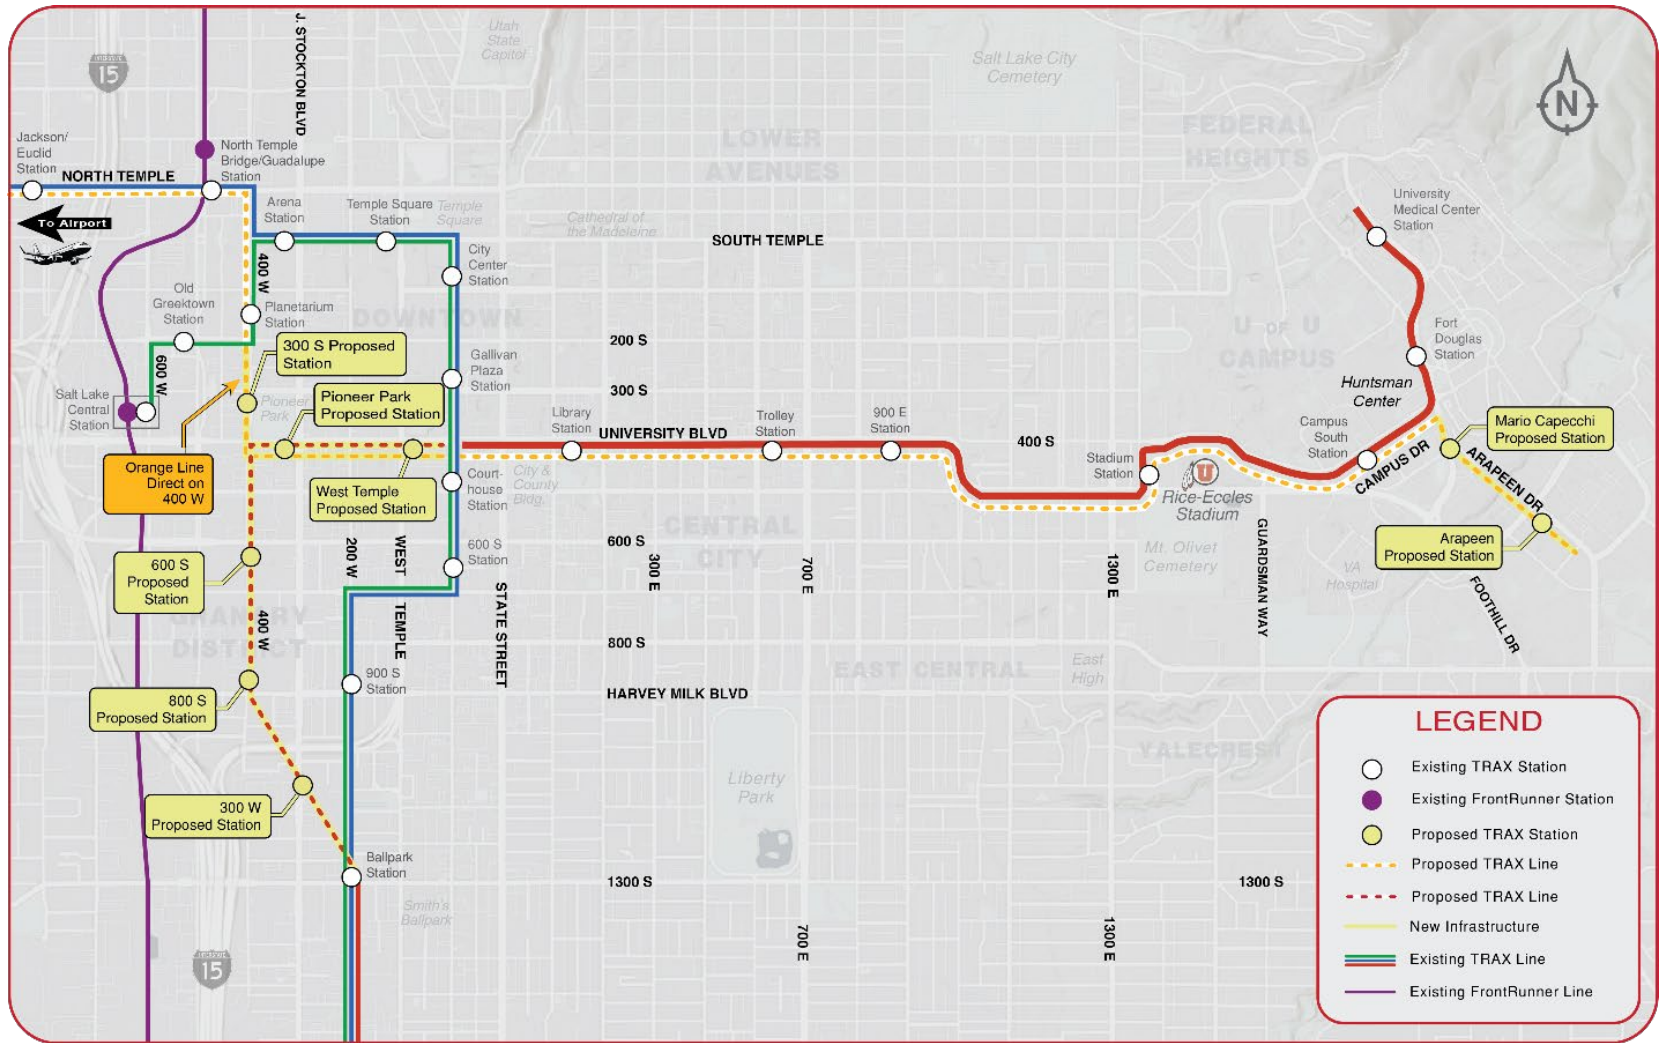 J. STOCKTON BLVD
Utah
State
Capitol
Salt Lake City
Cemetery
INTERSTATE
15
N
Jackson/
Euclid
Station
NORTH TEMPLE
North Temple
Bridge/Guadalupe
Station
LOWER
AVENUES
FEDERAL
HEIGHTS
To Airport
Arena
Station
Temple Square
Station
Temple
Square
Cathedral of
the Madeleine
SOUTH TEMPLE
University
Medical Center
Station
City
Center
Station
400 W
Old
Greektown
Station
Planetarium
Station
DOWNTOWN
U OF U
CAMPUS
Fort
Douglas
Station
300 S Proposed
Station
200 S
Gallivan
Plaza
Station
600 W
300 S
Huntsman
Center
Salt Lake
Central
Station
Pioneer
Park
Pioneer Park
Proposed Station
Library
Station
UNIVERSITY BLVD
Trolley
Station
900 E
Station
400 S
Campus
South
Station
Mario Capecchi
Proposed Station
Stadium
Station
CAMPUS DR
ARAPEEN DR
Orange Line
Direct on
400 W
West Temple
Proposed Station
Court-
house
Station
City &
County
Bldg.
U
Rice-Eccles
Stadium
CENTRAL
CITY
600 S
Station
600 S
Mt. Olivet
Cemetery
Arapeen
Proposed Station
VA
Hospital
600 S
Proposed
Station
200 W
WEST
TEMPLE
STATE STREET
300 E
700 E
1300 E
GUARDSMAN WAY
FOOTHILL DR
GRANARY
DISTRICT
400 W
800 S
EAST CENTRAL
East
High
900 S
Station
HARVEY MILK BLVD
800 S
Proposed Station
YALECREST
Liberty
Park
300 W
Proposed Station
Ballpark
Station
1300 S
1300 S
Smith's
Ballpark
700 E
1300 E
INTERSTATE
15
LEGEND
Existing TRAX Station
Existing FrontRunner Station
Proposed TRAX Station
Proposed TRAX Line
Proposed TRAX Line
New Infrastructure
Existing TRAX Line
Existing FrontRunner Line